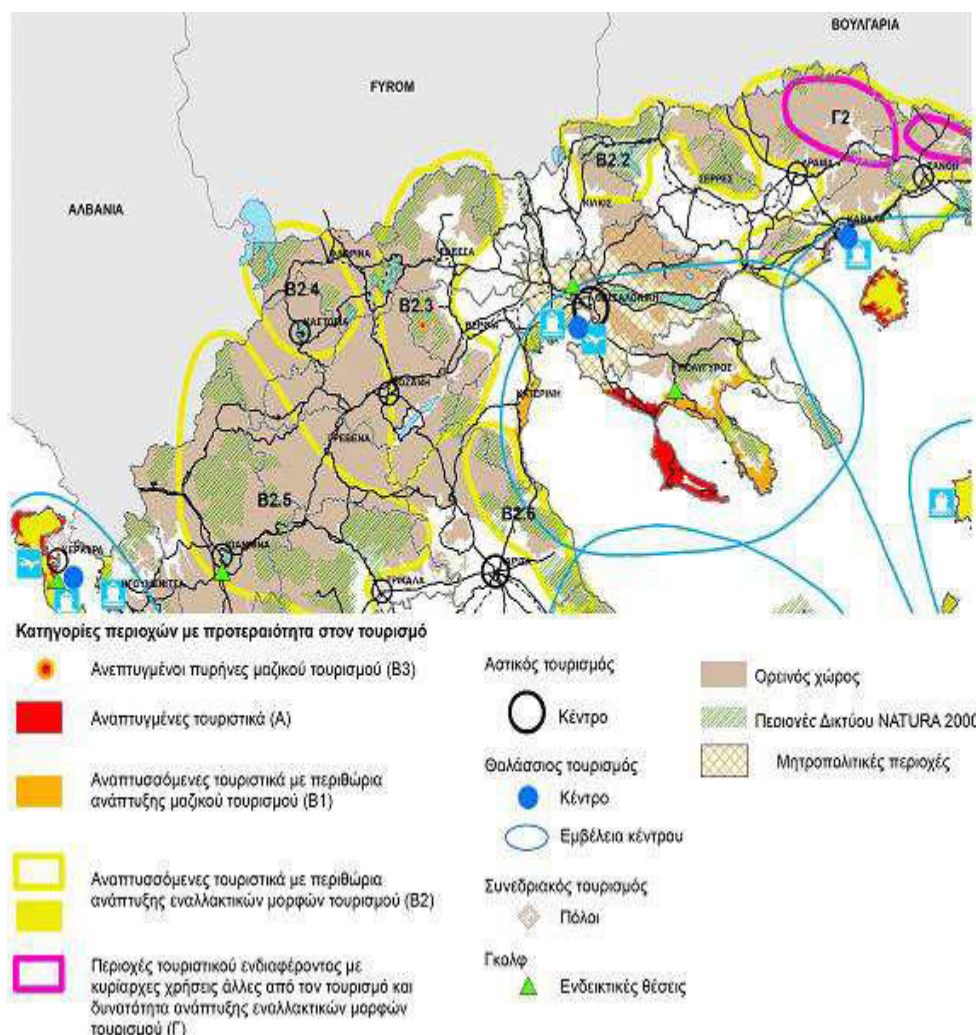 ΒΟΥΛΓΑΡΙΑ
FYROM
Γ2
ΔΡΑΜΑ
ΞΑΝΘΗ
Β2.2
ΣΕΡΡΕΣ
ΚΙΛΚΙΣ
ΑΛΒΑΝΙΑ
ΚΑΒΑΛΑ
ΦΛΩΡΙΝΑ
ΕΔΕΣΣΑ
Β2.4
Β2.3
ΘΕΣΣΑΛΟΝΙΚΗ
ΚΑΣΤΟΡΙΑ
ΒΕΡΟΙΑ
ΠΟΛΥΓΥΡΟΣ
ΚΟΖΑΝΗ
ΚΑΤΕΡΙΝΗ
ΓΡΕΒΕΝΑ
Β2.5
Β2.6
ΚΕΡΚΥΡΑ
ΙΩΑΝΝΙΝΑ
ΛΑΡΙΣΑ
ΗΓΟΥΜΕΝΙΤΣΑ
ΤΡΙΚΑΛΑ
Κατηγορίες περιοχών με προτεραιότητα στον τουρισμό
Ανεπτυγμένοι πυρήνες μαζικού τουρισμού (Β3)
Αναπτυγμένες τουριστικά (Α)
Αναπτυσσόμενες τουριστικά με περιθώρια
ανάπτυξης μαζικού τουρισμού (Β1)
Αναπτυσσόμενες τουριστικά με περιθώρια
ανάπτυξης εναλλακτικών μορφών τουρισμού (Β2)
Περιοχές τουριστικού ενδιαφέροντος με
κυρίαρχες χρήσεις άλλες από τον τουρισμό και
δυνατότητα ανάπτυξης εναλλακτικών μορφών
τουρισμού (Γ)
Αστικός τουρισμός
Κέντρο
Θαλάσσιος τουρισμός
Κέντρο
Εμβέλεια κέντρου
Συνεδριακός τουρισμός
Πόλοι
Γκολφ
Ενδεικτικές θέσεις
Ορεινός χώρος
Περιοχές Δικτύου NATURA 2000
Μητροπολιτικές περιοχές